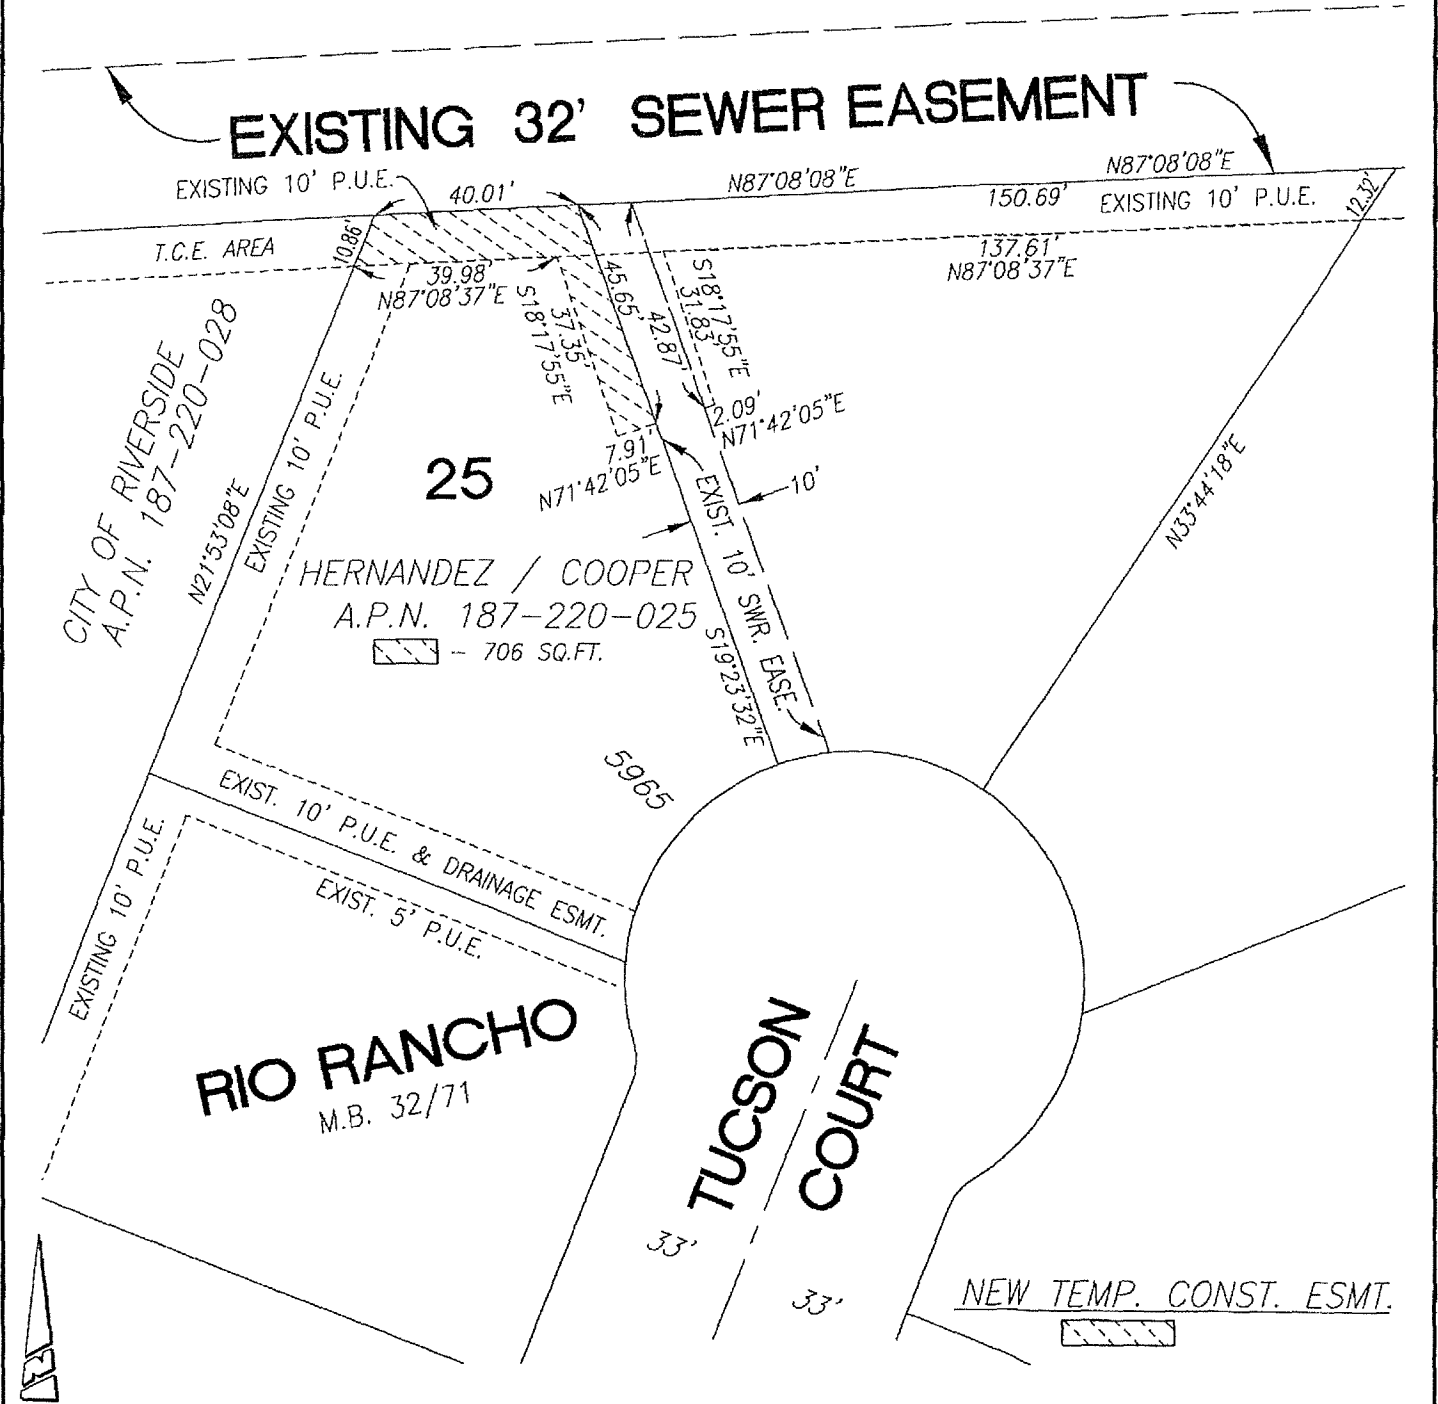 EXISTING 32' SEWER EASEMENT
EXISTING 10' P.U.E.
40.01'
N87°08'08"E
N87°08'08"E
150.69'
EXISTING 10' P.U.E.
12.32'
T.C.E. AREA
10.86'
39.98'
N87°08'37"E
137.61'
N87°08'37"E
45.65'
S18°17'55"E
37.35'
42.87'
S18°17'55"E
31.83'
2.09'
N71°42'05"E
7.91'
N71°42'05"E
CITY OF RIVERSIDE
A.P.N. 187-220-028
N21°53'08"E
EXISTING 10' P.U.E.
25
EXIST. 10' SWR. EASE.
10'
N33°44'18"E
HERNANDEZ / COOPER
A.P.N. 187-220-025
- 706 SQ.FT.
S19°23'32"E
5965
EXIST. 10' P.U.E. & DRAINAGE ESMT.
EXIST. 5' P.U.E.
EXISTING 10' P.U.E.
RIO RANCHO
M.B. 32/71
TUCSON
COURT
33'
33'
NEW TEMP. CONST. ESMT.
N